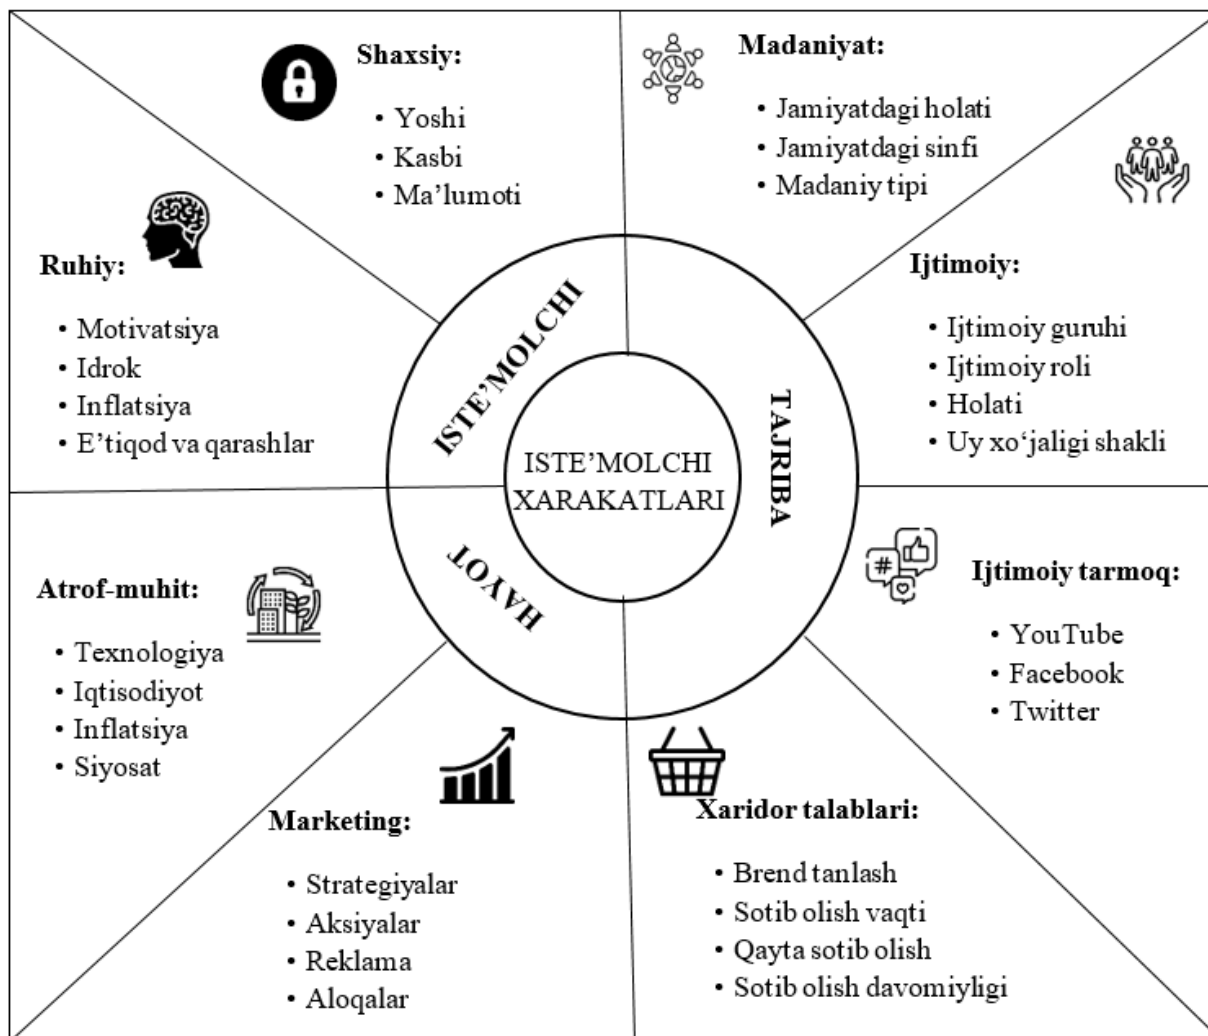 Shaxsiy:
• Yoshi
• Kasbi
• Ma’lumoti
Madaniyat:
• Jamiyatdagi holati
• Jamiyatdagi sinfi
• Madaniy tipi
Ruhiy:
• Motivatsiya
• Idrok
• Inflatsiya
• E’tiqod va qarashlar
Ijtimoiy:
• Ijtimoiy guruhi
• Ijtimoiy roli
• Holati
• Uy xo‘jaligi shakli
ISTE’MOLCHI
TAJRIBA
HAYOT
ISTE’MOLCHI
XARAKATLARI
Atrof-muhit:
• Texnologiya
• Iqtisodiyot
• Inflatsiya
• Siyosat
#
Ijtimoiy tarmoq:
• YouTube
• Facebook
• Twitter
Marketing:
• Strategiyalar
• Aksiyalar
• Reklama
• Aloqalar
Xaridor talablari:
• Brend tanlash
• Sotib olish vaqti
• Qayta sotib olish
• Sotib olish davomiyligi